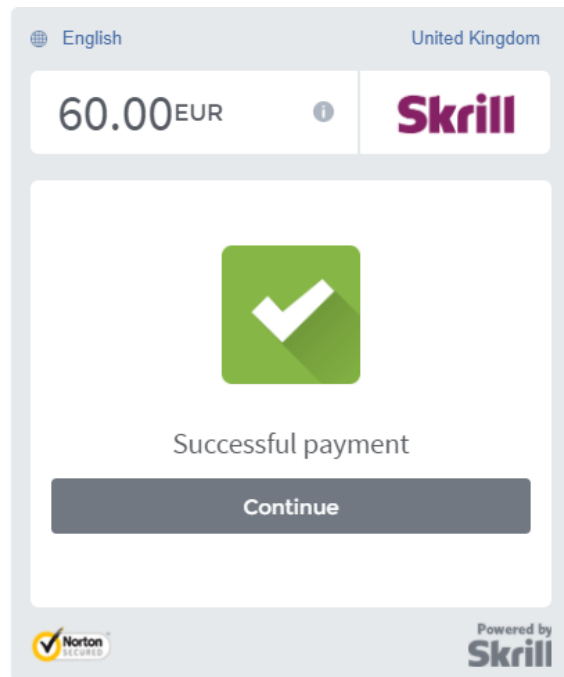 English
United Kingdom
60.00EUR
i
Skrill
Successful payment
Continue
Norton
SECURED
Powered by
Skrill